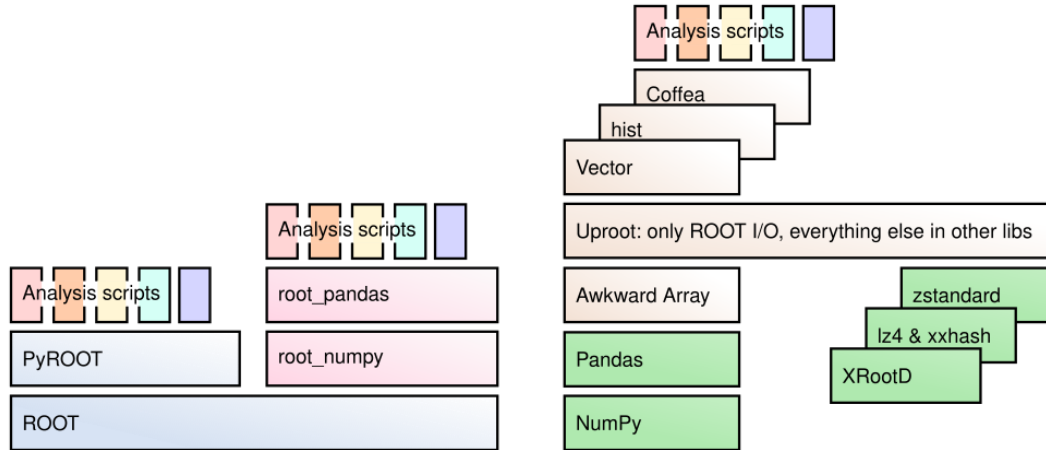 Analysis scripts
PyROOT
ROOT
Analysis scripts
root_pandas
root_numpy
Analysis scripts
Coffea
hist
Vector
Uproot: only ROOT I/O, everything else in other libs
Awkward Array
Pandas
NumPy
zstandard
lz4 & xxhash
XRootD